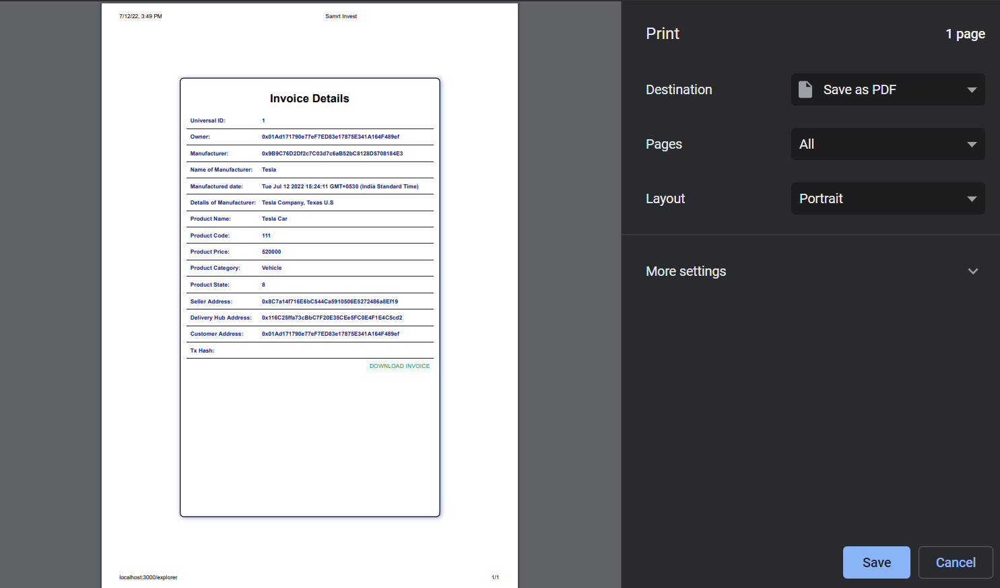 7/12/22, 3:49 PM
Samrt Invest
Invoice Details
Universal ID: 1
Owner: 0x01Ad171790e77eF7ED83e17875E341A164F489ef
Manufacturer: 0x9B9C76D2Df2c7C03d7c6aB52bC8128D5708184E3
Name of Manufacturer: Tesla
Manufactured date: Tue Jul 12 2022 15:24:11 GMT+0530 (India Standard Time)
Details of Manufacturer: Tesla Company, Texas U.S
Product Name: Tesla Car
Product Code: 111
Product Price: 520000
Product Category: Vehicle
Product State: 8
Seller Address: 0x8C7a14f716E6bC544Ca5910506E5272486a8Ef19
Delivery Hub Address: 0x116C25ffa73cBbC7F20E35CEe5FC0E4F1E4C5cd2
Customer Address: 0x01Ad171790e77eF7ED83e17875E341A164F489ef
Tx Hash:
DOWNLOAD INVOICE
localhost:3000/explorer
1/1
Print
1 page
Destination
Save as PDF
Pages
All
Layout
Portrait
More settings
Save
Cancel